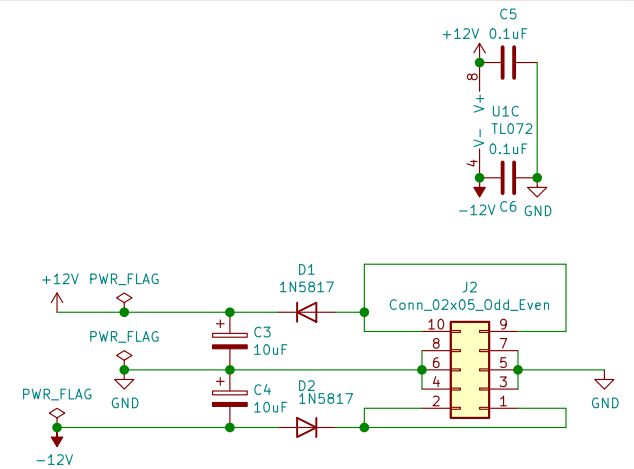 C5
+12V 0.1uF
8
V+
U1C
TL072
V-
0.1uF
4
-12V C6 GND
+12V PWR_FLAG
D1
1N5817
J2
Conn_02x05_Odd_Even
10 9
8 7
6 5
4 3
2 1
+ C3
10uF
PWR_FLAG
GND
+ C4
10uF
D2
1N5817
GND
PWR_FLAG
-12V